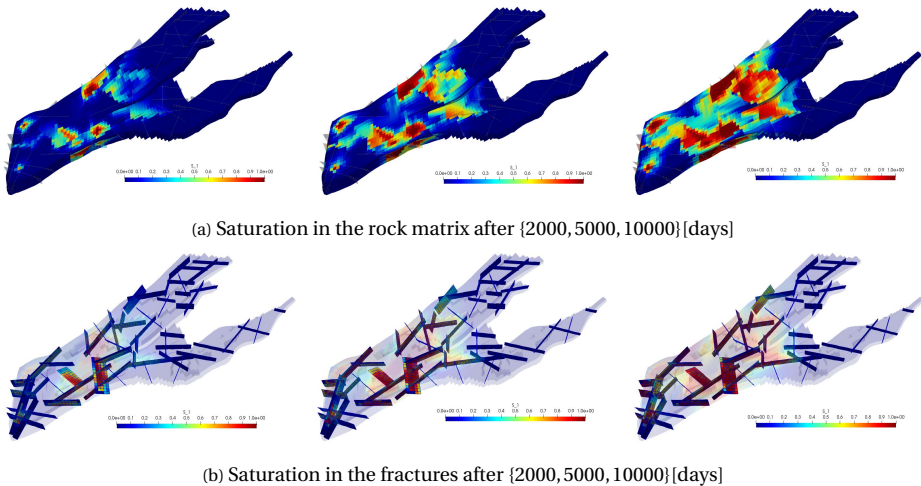 S_1 S_1 S_1
0.0e+00 0.1 0.2 0.3 0.4 0.5 0.6 0.7 0.8 0.9 1.0e+00 0.0e+00 0.1 0.2 0.3 0.4 0.5 0.6 0.7 0.8 0.9 1.0e+00 0.0e+00 0.1 0.2 0.3 0.4 0.5 0.6 0.7 0.8 0.9 1.0e+00
(a) Saturation in the rock matrix after {2000, 5000, 10000}[days]
S_1 S_1 S_1
0.0e+00 0.1 0.2 0.3 0.4 0.5 0.6 0.7 0.8 0.9 1.0e+00 0.0e+00 0.1 0.2 0.3 0.4 0.5 0.6 0.7 0.8 0.9 1.0e+00 0.0e+00 0.1 0.2 0.3 0.4 0.5 0.6 0.7 0.8 0.9 1.0e+00
(b) Saturation in the fractures after {2000, 5000, 10000}[days]